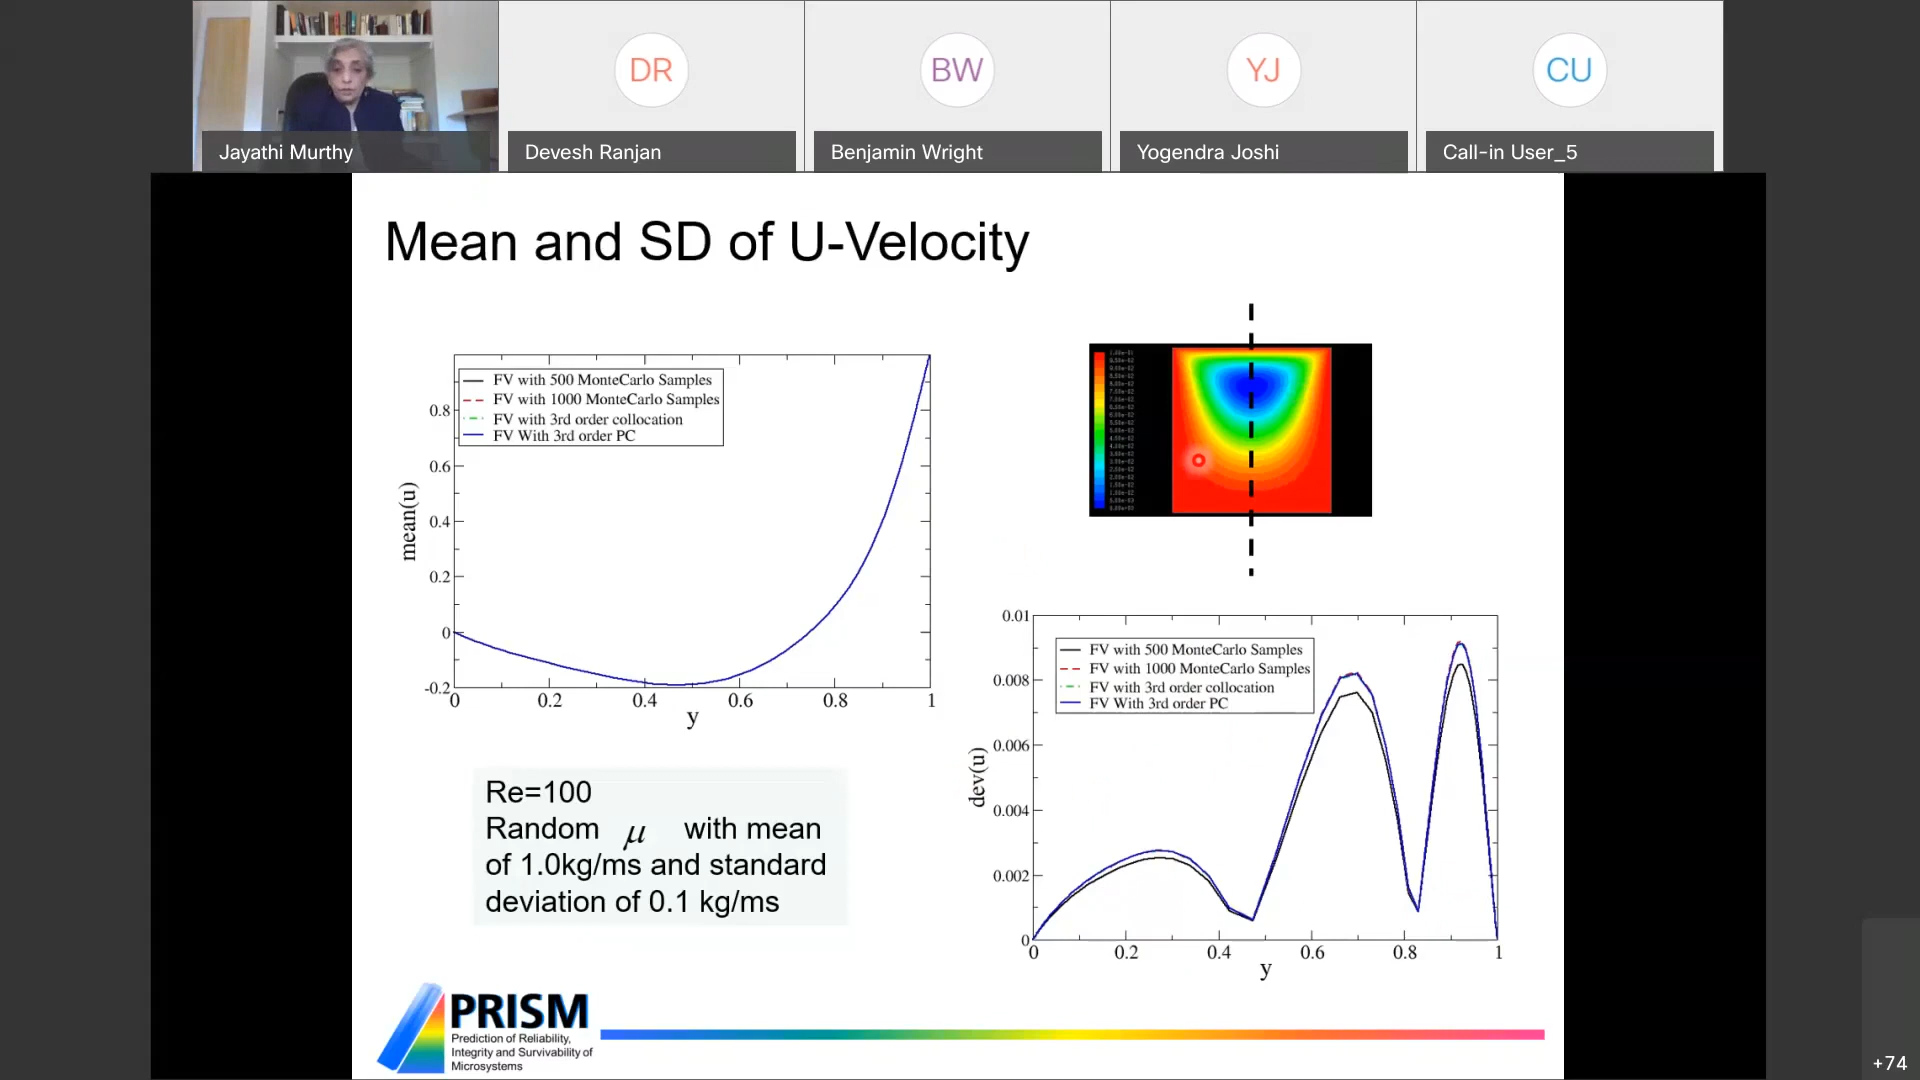 DR
BW
YJ
CU
Jayathi Murthy
Devesh Ranjan
Benjamin Wright
Yogendra Joshi
Call-in User_5
Mean and SD of U-Velocity
FV with 500 MonteCarlo Samples
FV with 1000 MonteCarlo Samples
FV with 3rd order collocation
FV With 3rd order PC
0.8
0.6
0.4
0.2
0
-0.2
mean(u)
0 0.2 0.4 0.6 0.8 1
y
0.01
0.008
0.006
0.004
0.002
0
dev(u)
FV with 500 MonteCarlo Samples
FV with 1000 MonteCarlo Samples
FV with 3rd order collocation
FV With 3rd order PC
0 0.2 0.4 0.6 0.8 1
y
Re=100
Random μ with mean
of 1.0kg/ms and standard
deviation of 0.1 kg/ms
PRISM
Prediction of Reliability,
Integrity and Survivability of
Microsystems
+74